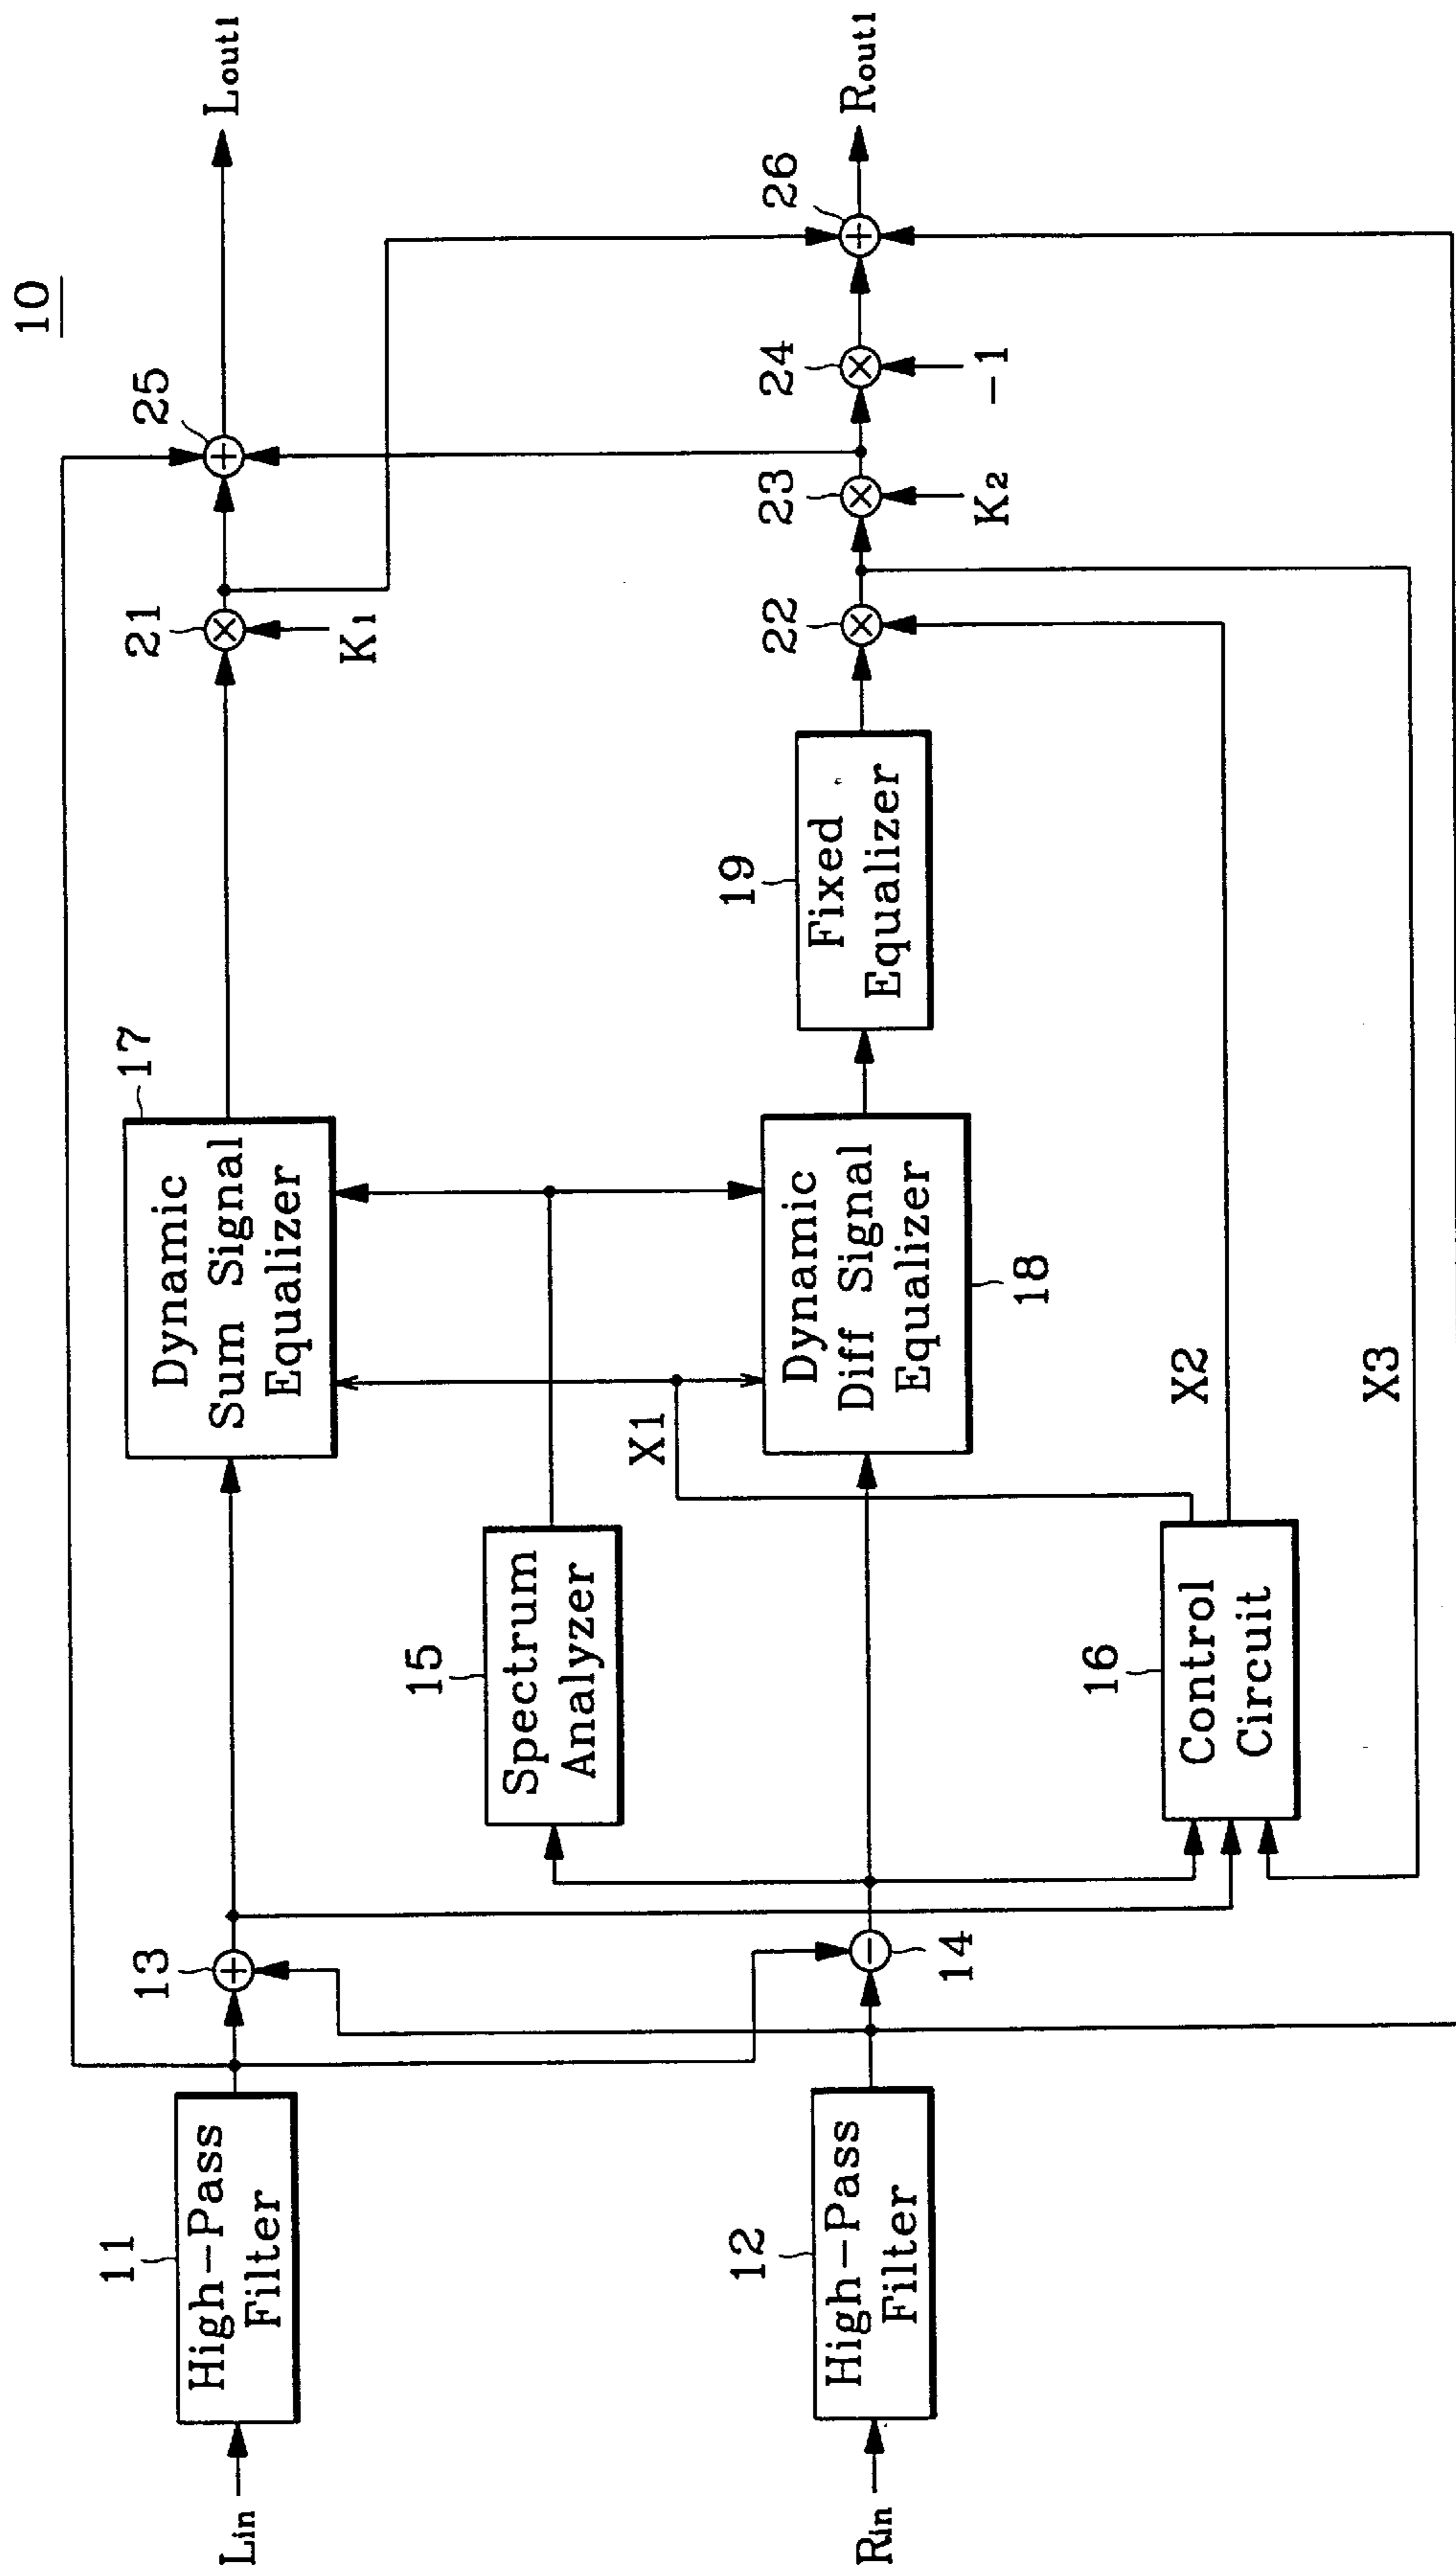 10
Lin
11
High-Pass
Filter
13
17
Dynamic
Sum Signal
Equalizer
21
K1
25
Lout1
15
Spectrum
Analyzer
X1
Rin
12
High-Pass
Filter
14
Dynamic
Diff Signal
Equalizer
18
19
Fixed
Equalizer
22
23
K2
24
-1
26
Rout1
16
Control
Circuit
X2
X3